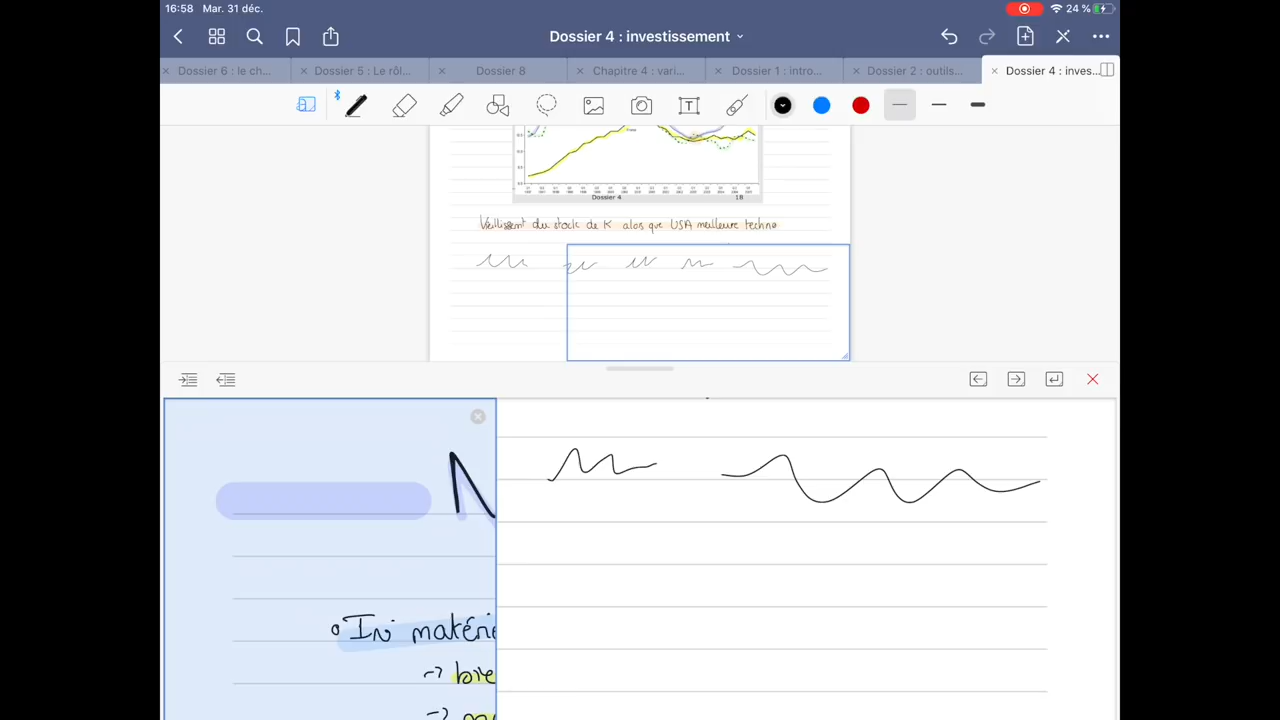 16:58 Mar. 31 déc. 24 %
Dossier 4 : investissement
Dossier 6 : le ch... Dossier 5 : Le rôl... Dossier 8 Chapitre 4 : vari... Dossier 1 : intro... Dossier 2 : outils... Dossier 4 : inves...
T
Dossier 4 18
Veillissent du stock de K alors que USA meilleure techno
In° matérie
→ bre